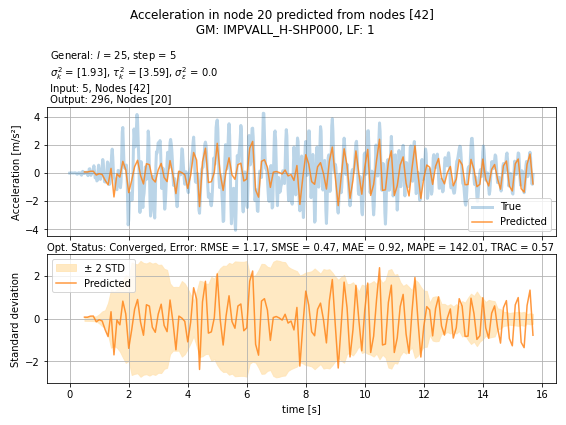 Acceleration in node 20 predicted from nodes [42]
GM: IMPVALL_H-SHP000, LF: 1
General: l = 25, step = 5
σ²ₖ = [1.93], τ²ₖ = [3.59], σ²ε = 0.0
Input: 5, Nodes [42]
Output: 296, Nodes [20]
Acceleration [m/s²]
4
2
0
−2
−4
True
Predicted
Opt. Status: Converged, Error: RMSE = 1.17, SMSE = 0.47, MAE = 0.92, MAPE = 142.01, TRAC = 0.57
Standard deviation
2
0
−2
± 2 STD
Predicted
0 2 4 6 8 10 12 14 16
time [s]